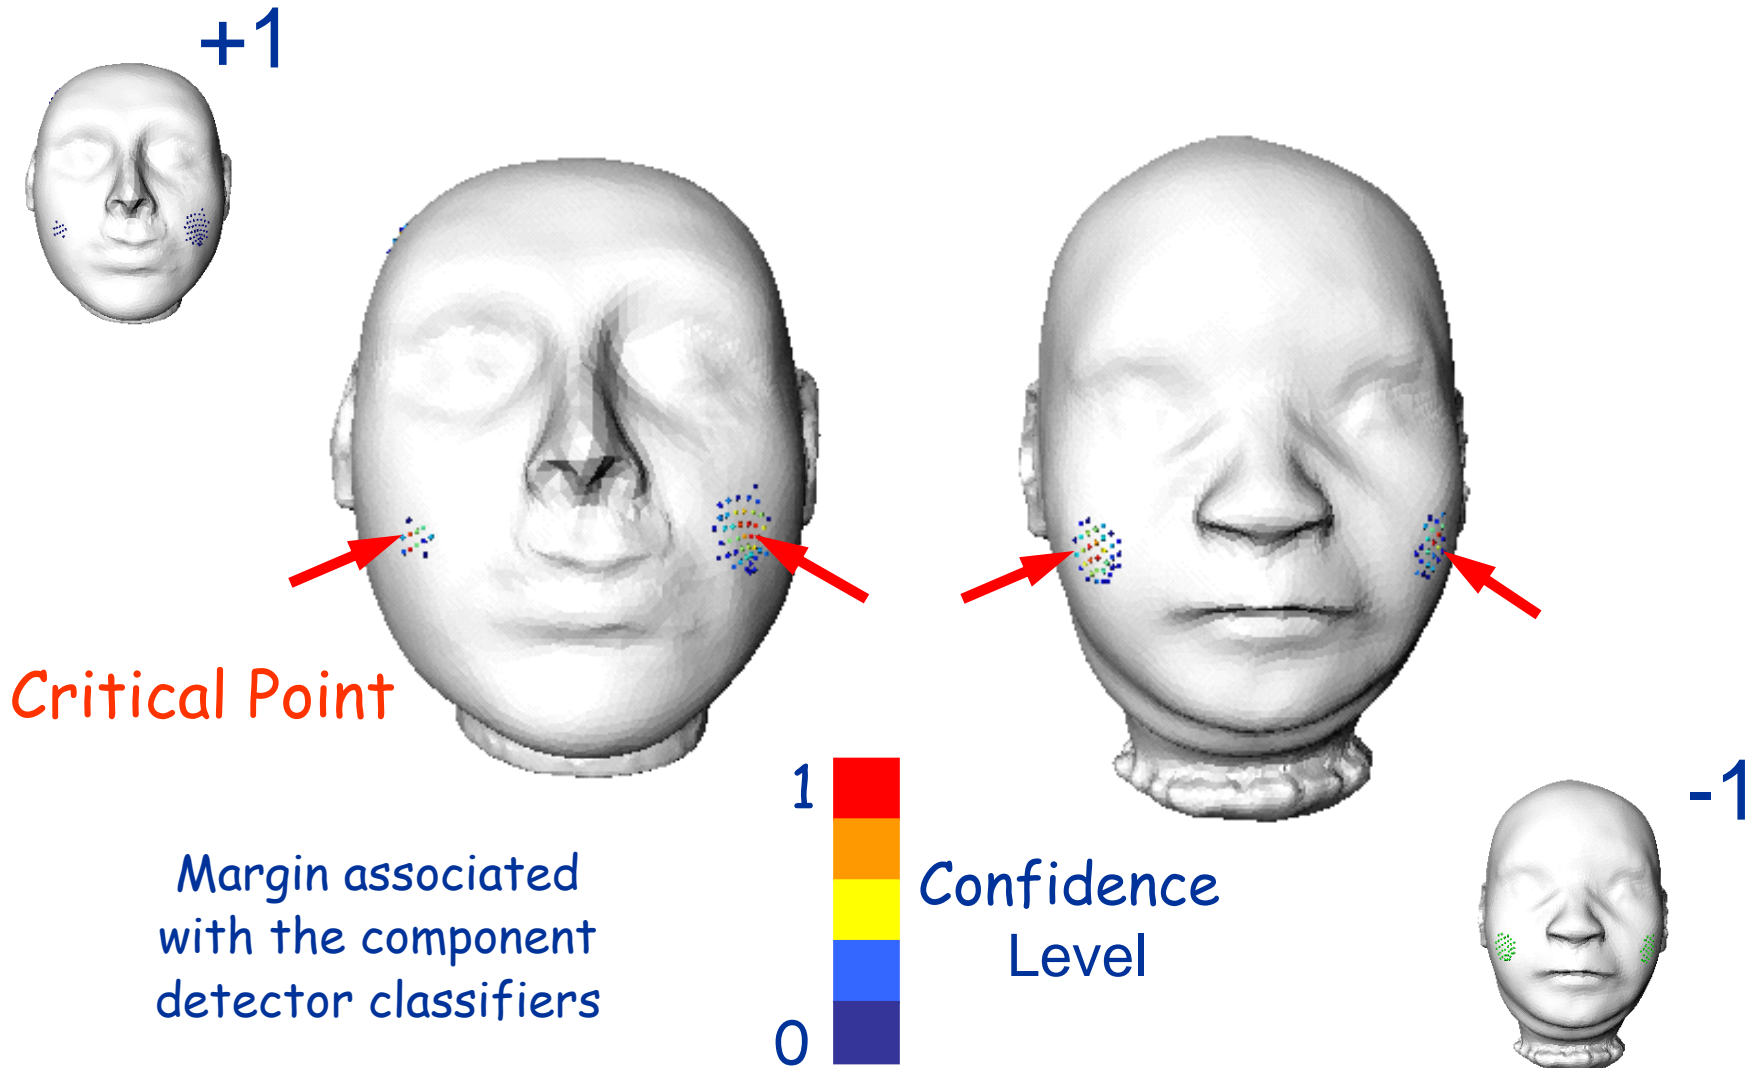 +1
Critical Point
1
Margin associated
with the component
detector classifiers
0
Confidence
Level
-1